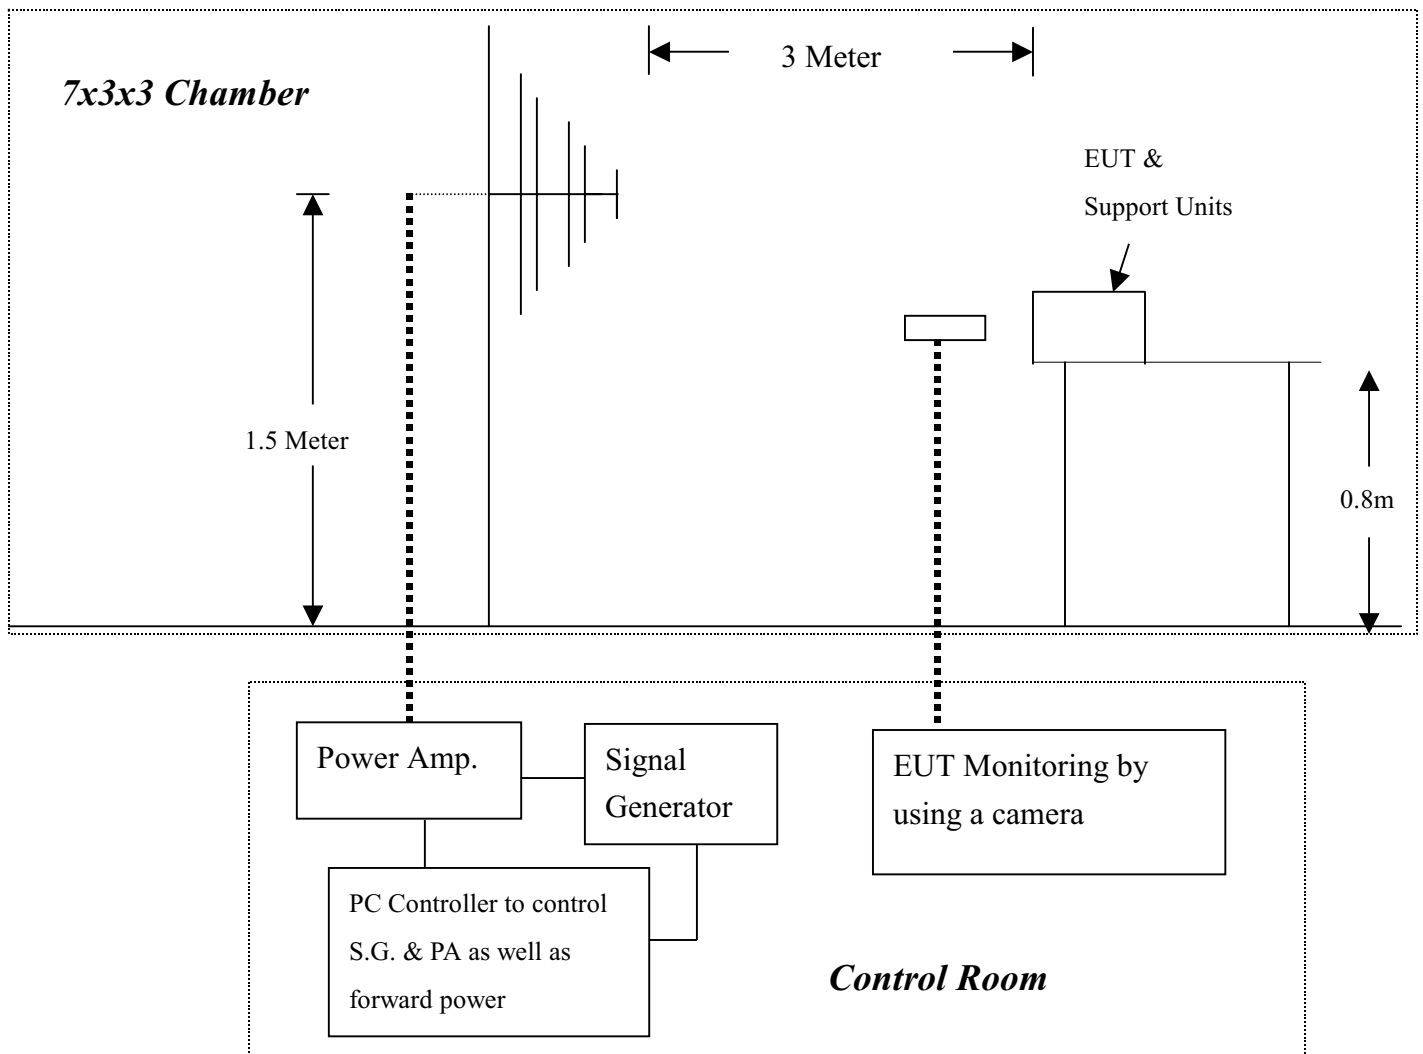 3 Meter
7x3x3 Chamber
EUT &
Support Units
1.5 Meter
0.8m
Power Amp.
Signal
Generator
EUT Monitoring by
using a camera
PC Controller to control
S.G. & PA as well as
forward power
Control Room